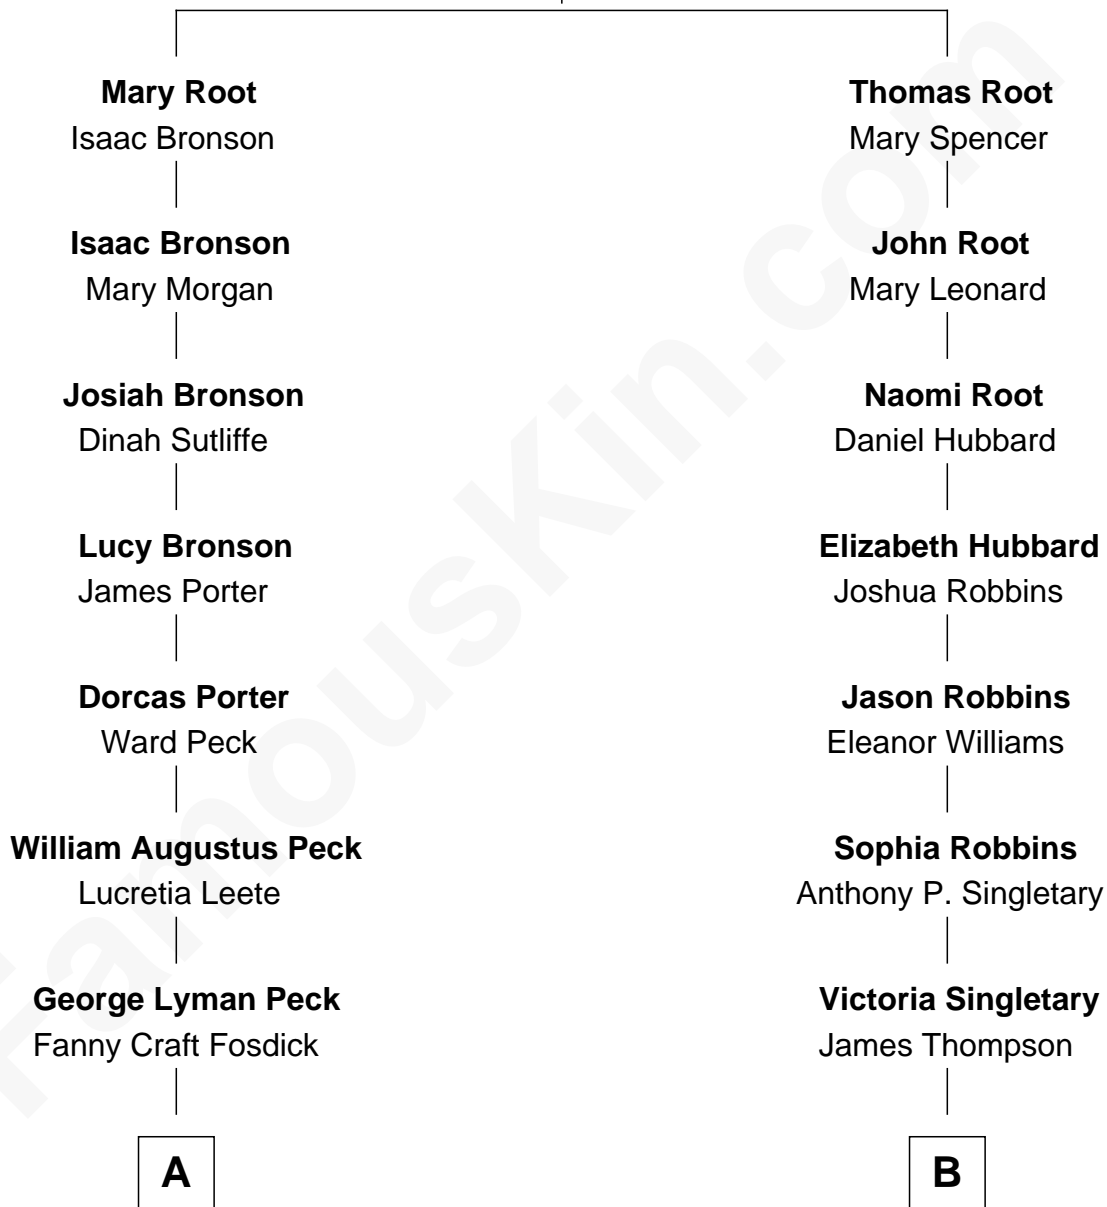 Mary Root
Isaac Bronson
Isaac Bronson
Mary Morgan
Josiah Bronson
Dinah Sutliffe
Lucy Bronson
James Porter
Dorcas Porter
Ward Peck
William Augustus Peck
Lucretia Leete
George Lyman Peck
Fanny Craft Fosdick
A
Thomas Root
Mary Spencer
John Root
Mary Leonard
Naomi Root
Daniel Hubbard
Elizabeth Hubbard
Joshua Robbins
Jason Robbins
Eleanor Williams
Sophia Robbins
Anthony P. Singletary
Victoria Singletary
James Thompson
B
FamousKin.com